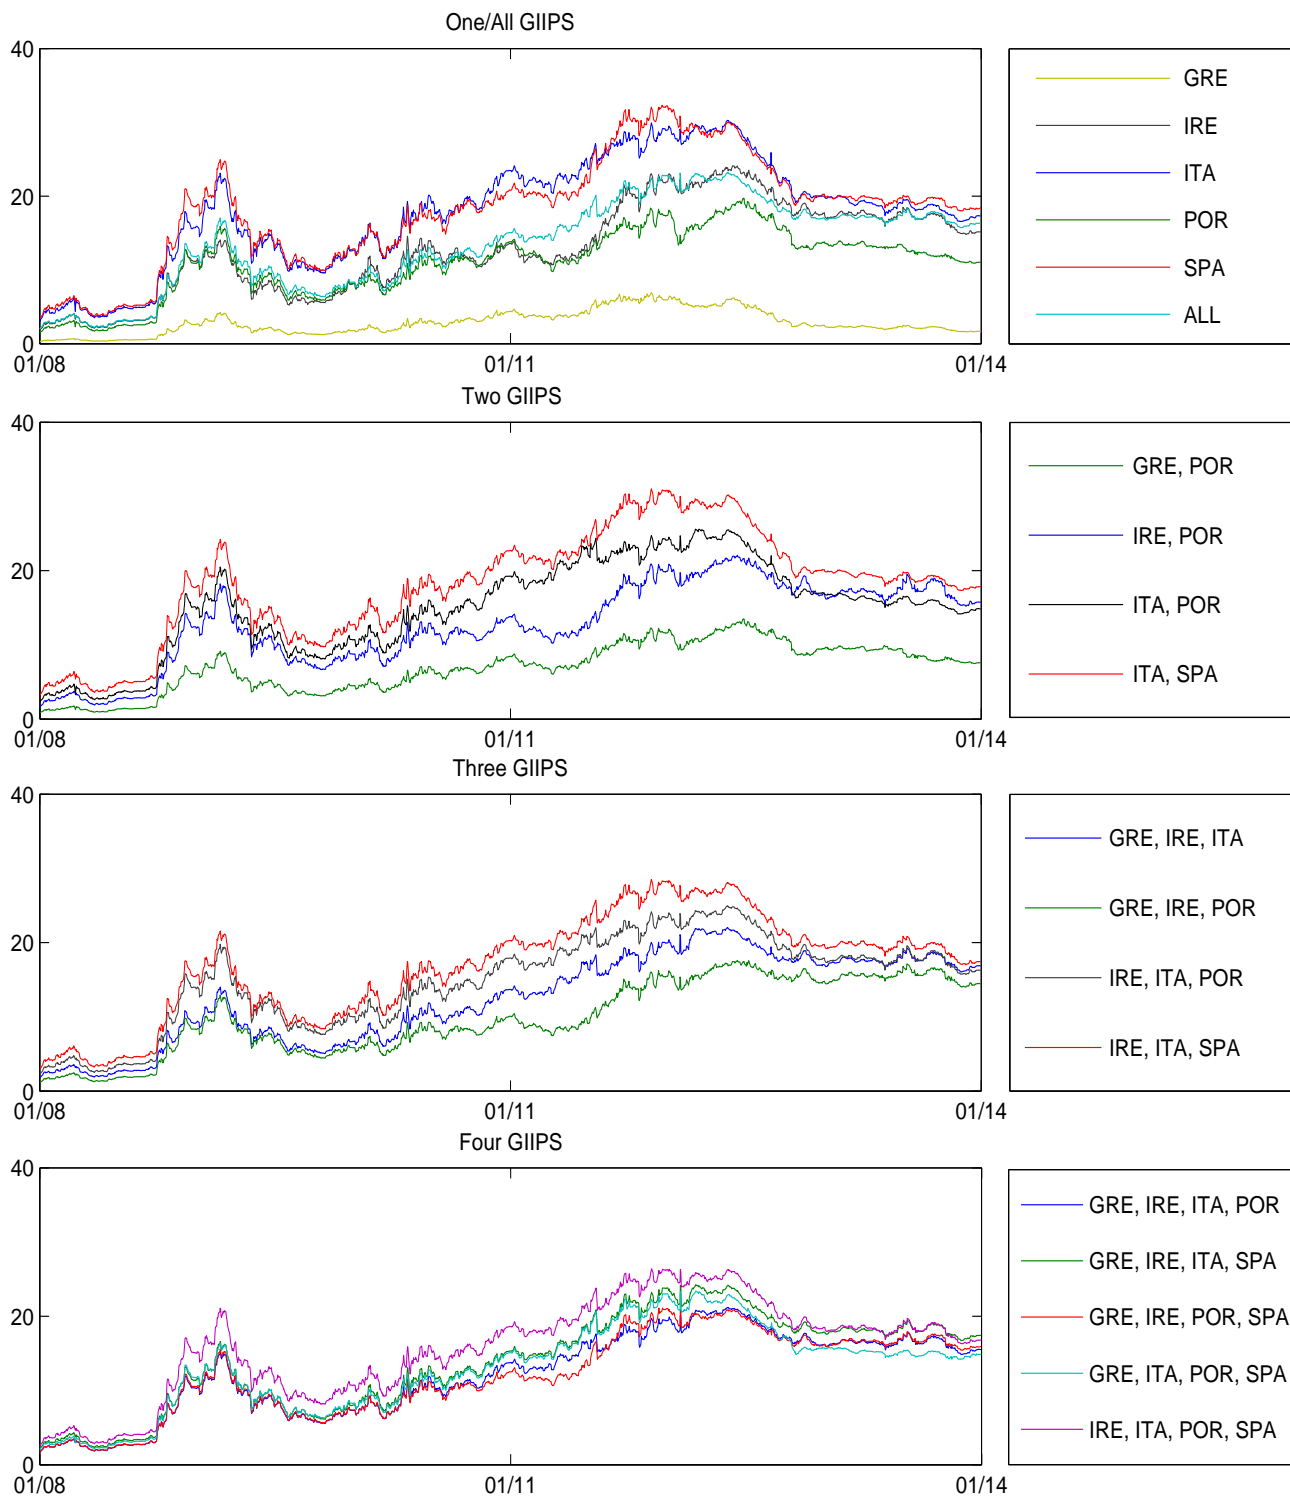 One/All GIIPS
40
20
0
01/08
01/11
01/14
GRE
IRE
ITA
POR
SPA
ALL
Two GIIPS
40
20
0
01/08
01/11
01/14
GRE, POR
IRE, POR
ITA, POR
ITA, SPA
Three GIIPS
40
20
0
01/08
01/11
01/14
GRE, IRE, ITA
GRE, IRE, POR
IRE, ITA, POR
IRE, ITA, SPA
Four GIIPS
40
20
0
01/08
01/11
01/14
GRE, IRE, ITA, POR
GRE, IRE, ITA, SPA
GRE, IRE, POR, SPA
GRE, ITA, POR, SPA
IRE, ITA, POR, SPA